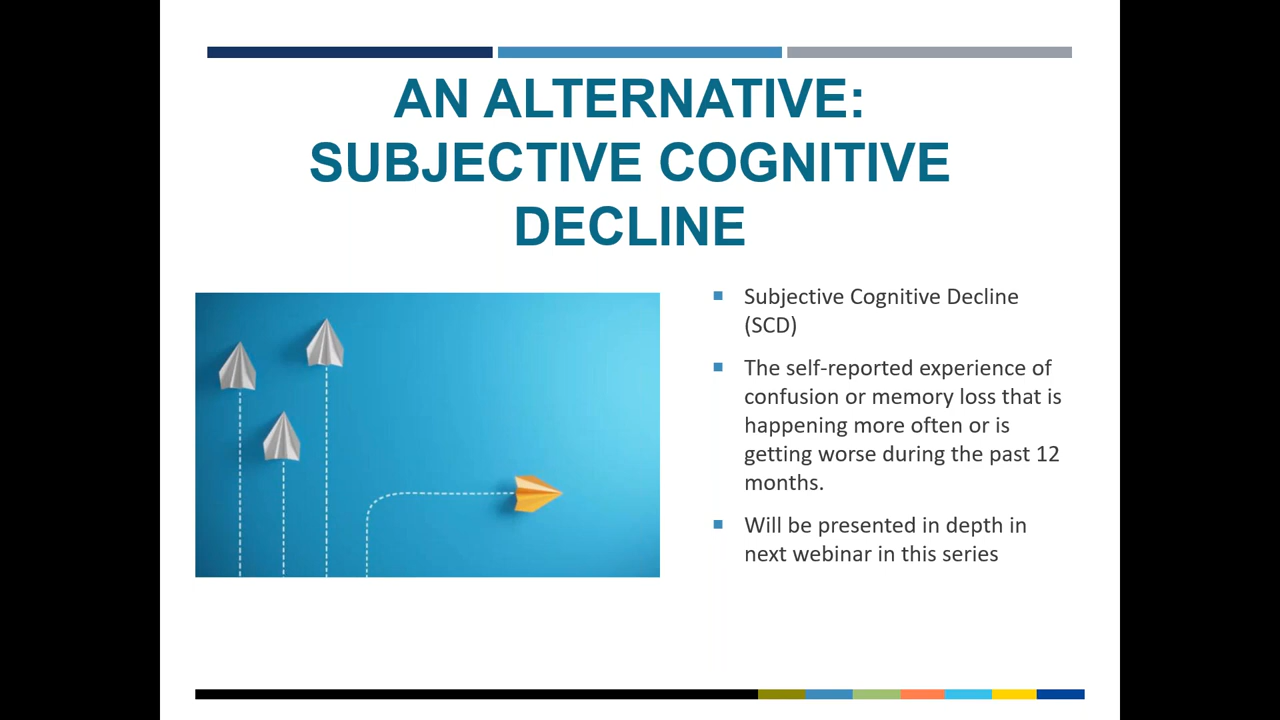 AN ALTERNATIVE:
SUBJECTIVE COGNITIVE
DECLINE
Subjective Cognitive Decline
(SCD)
The self-reported experience of
confusion or memory loss that is
happening more often or is
getting worse during the past 12
months.
Will be presented in depth in
next webinar in this series